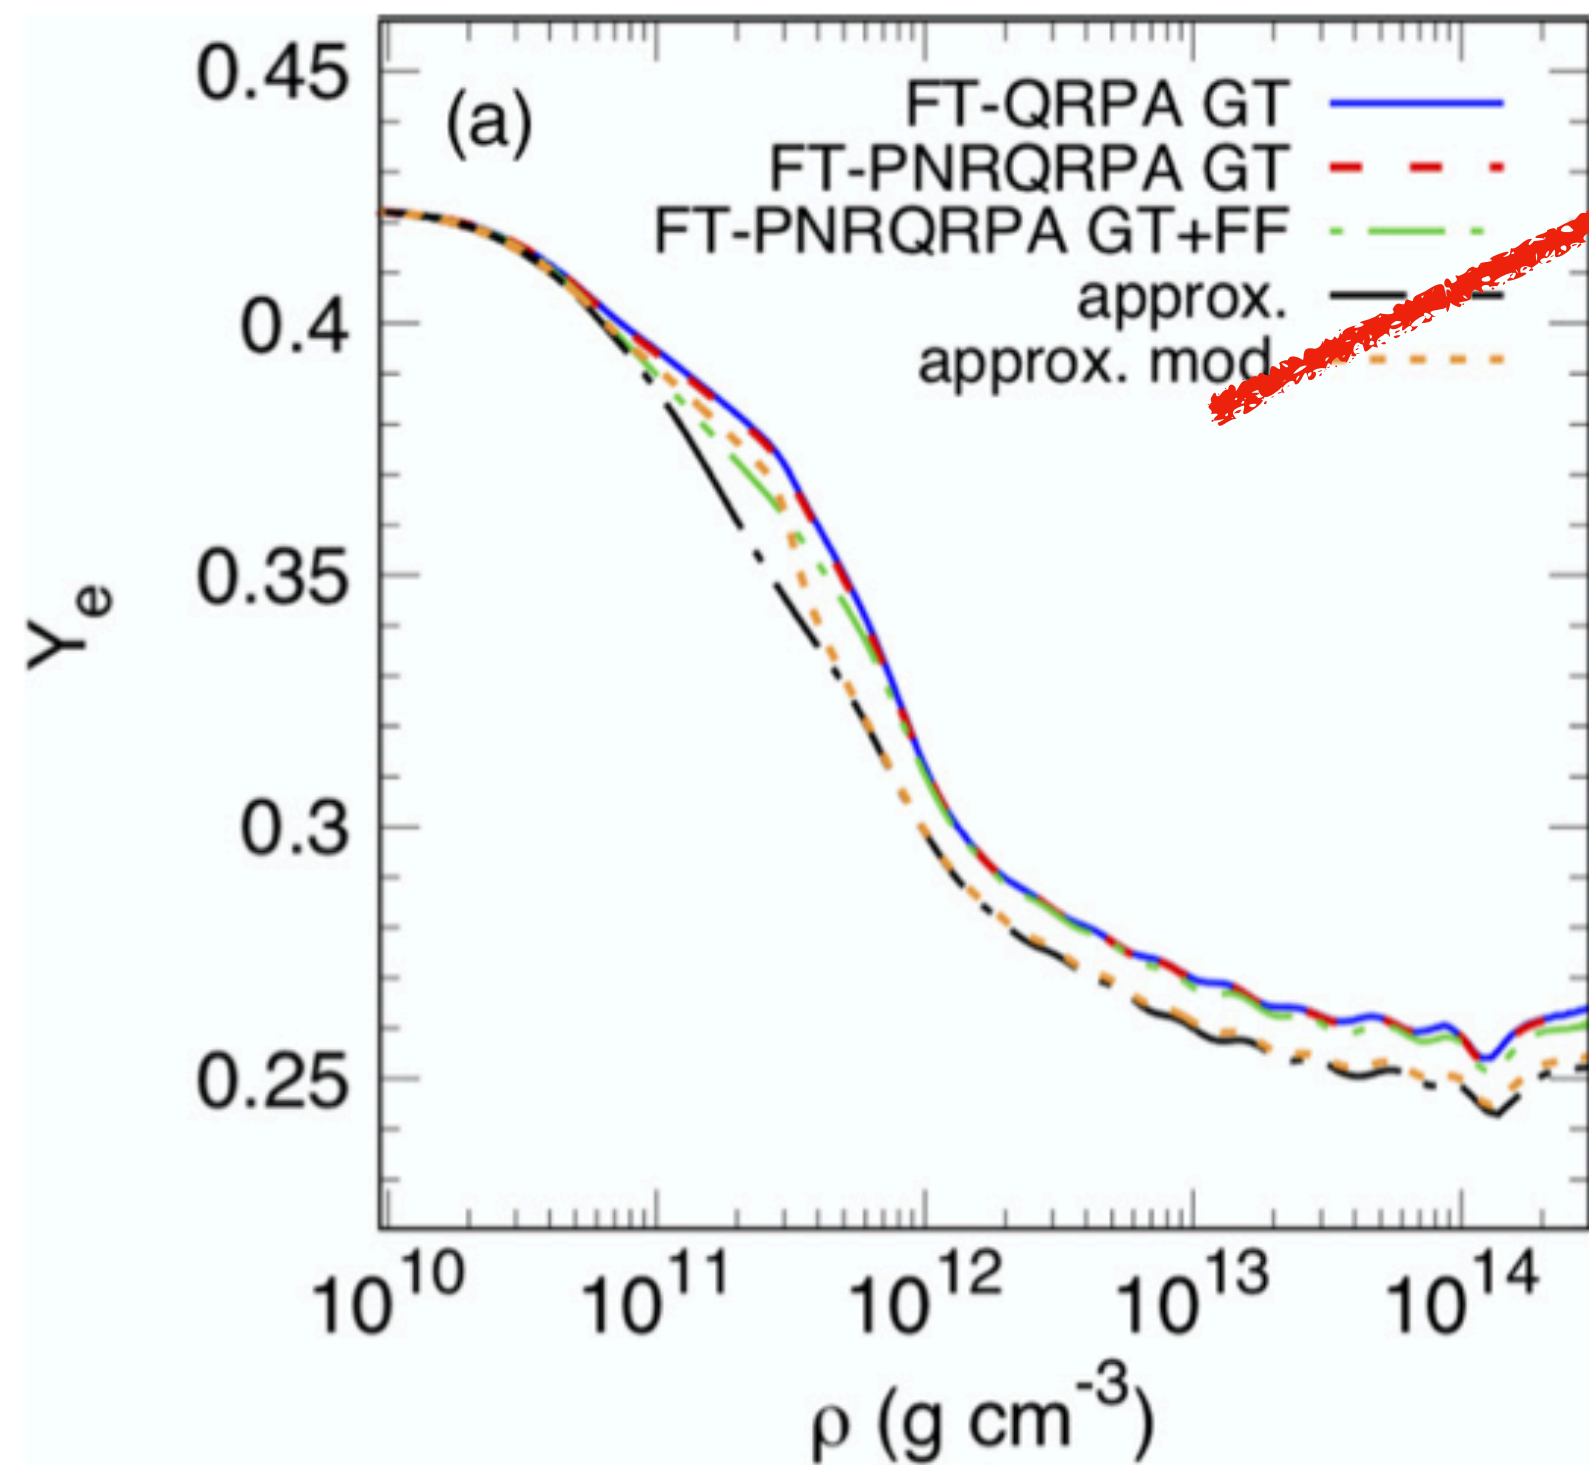 0.45
(a)
FT-QRPA GT
FT-PNRQRPA GT
FT-PNRQRPA GT+FF
approx.
approx. mod.
0.4
0.35
0.3
0.25
Y_e
10^10 10^11 10^12 10^13 10^14
ρ (g cm^-3)